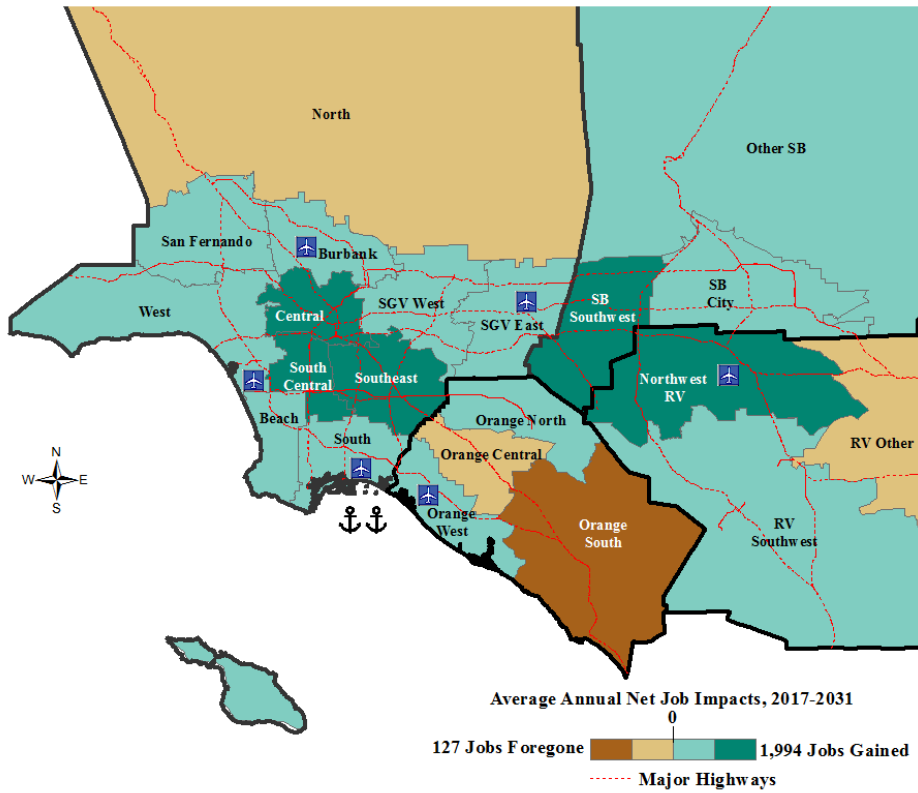 North
Other SB
San Fernando
Burbank
SGV West
SB
City
West
Central
SGV East
SB
Southwest
South
Central
Southeast
Northwest
RV
Beach
South
Orange North
Orange Central
RV Other
N
W
E
S
Orange
West
Orange
South
RV
Southwest
Average Annual Net Job Impacts, 2017-2031
0
127 Jobs Foregone
1,994 Jobs Gained
Major Highways